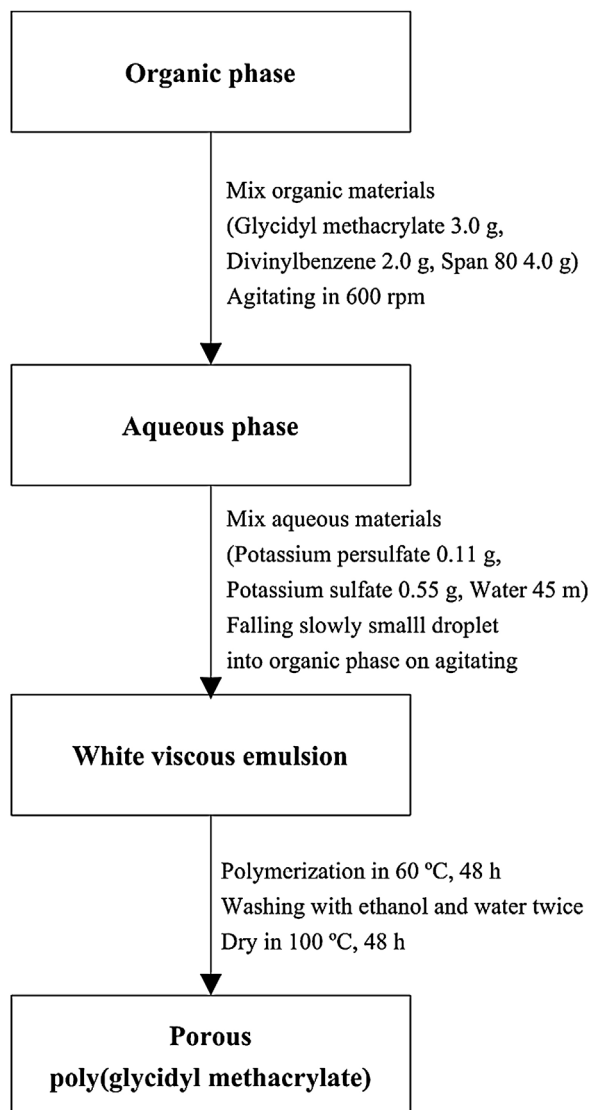 Organic phase
Mix organic materials
(Glycidyl methacrylate 3.0 g,
Divinylbenzene 2.0 g, Span 80 4.0 g)
Agitating in 600 rpm
Aqueous phase
Mix aqueous materials
(Potassium persulfate 0.11 g,
Potassium sulfate 0.55 g, Water 45 m)
Falling slowly smalll droplet
into organic phase on agitating
White viscous emulsion
Polymerization in 60 ºC, 48 h
Washing with ethanol and water twice
Dry in 100 ºC, 48 h
Porous
poly(glycidyl methacrylate)